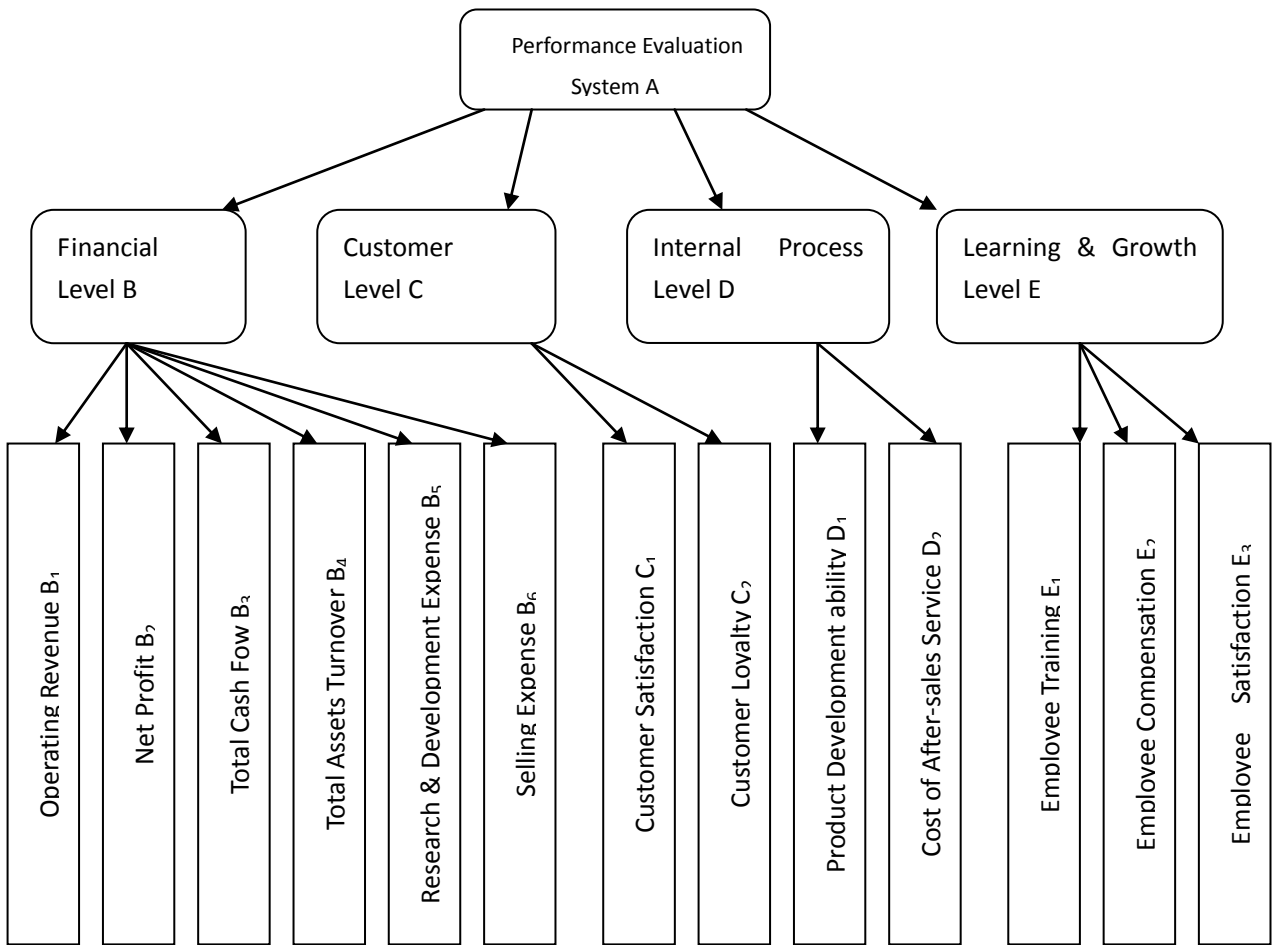 Performance Evaluation
System A
Financial
Level B
Customer
Level C
Internal Process
Level D
Learning & Growth
Level E
Operating Revenue B₁
Net Profit B₂
Total Cash Fow B₃
Total Assets Turnover B₄
Research & Development Expense B₅
Selling Expense B₆
Customer Satisfaction C₁
Customer Loyalty C₂
Product Development ability D₁
Cost of After-sales Service D₂
Employee Training E₁
Employee Compensation E₂
Employee Satisfaction E₃